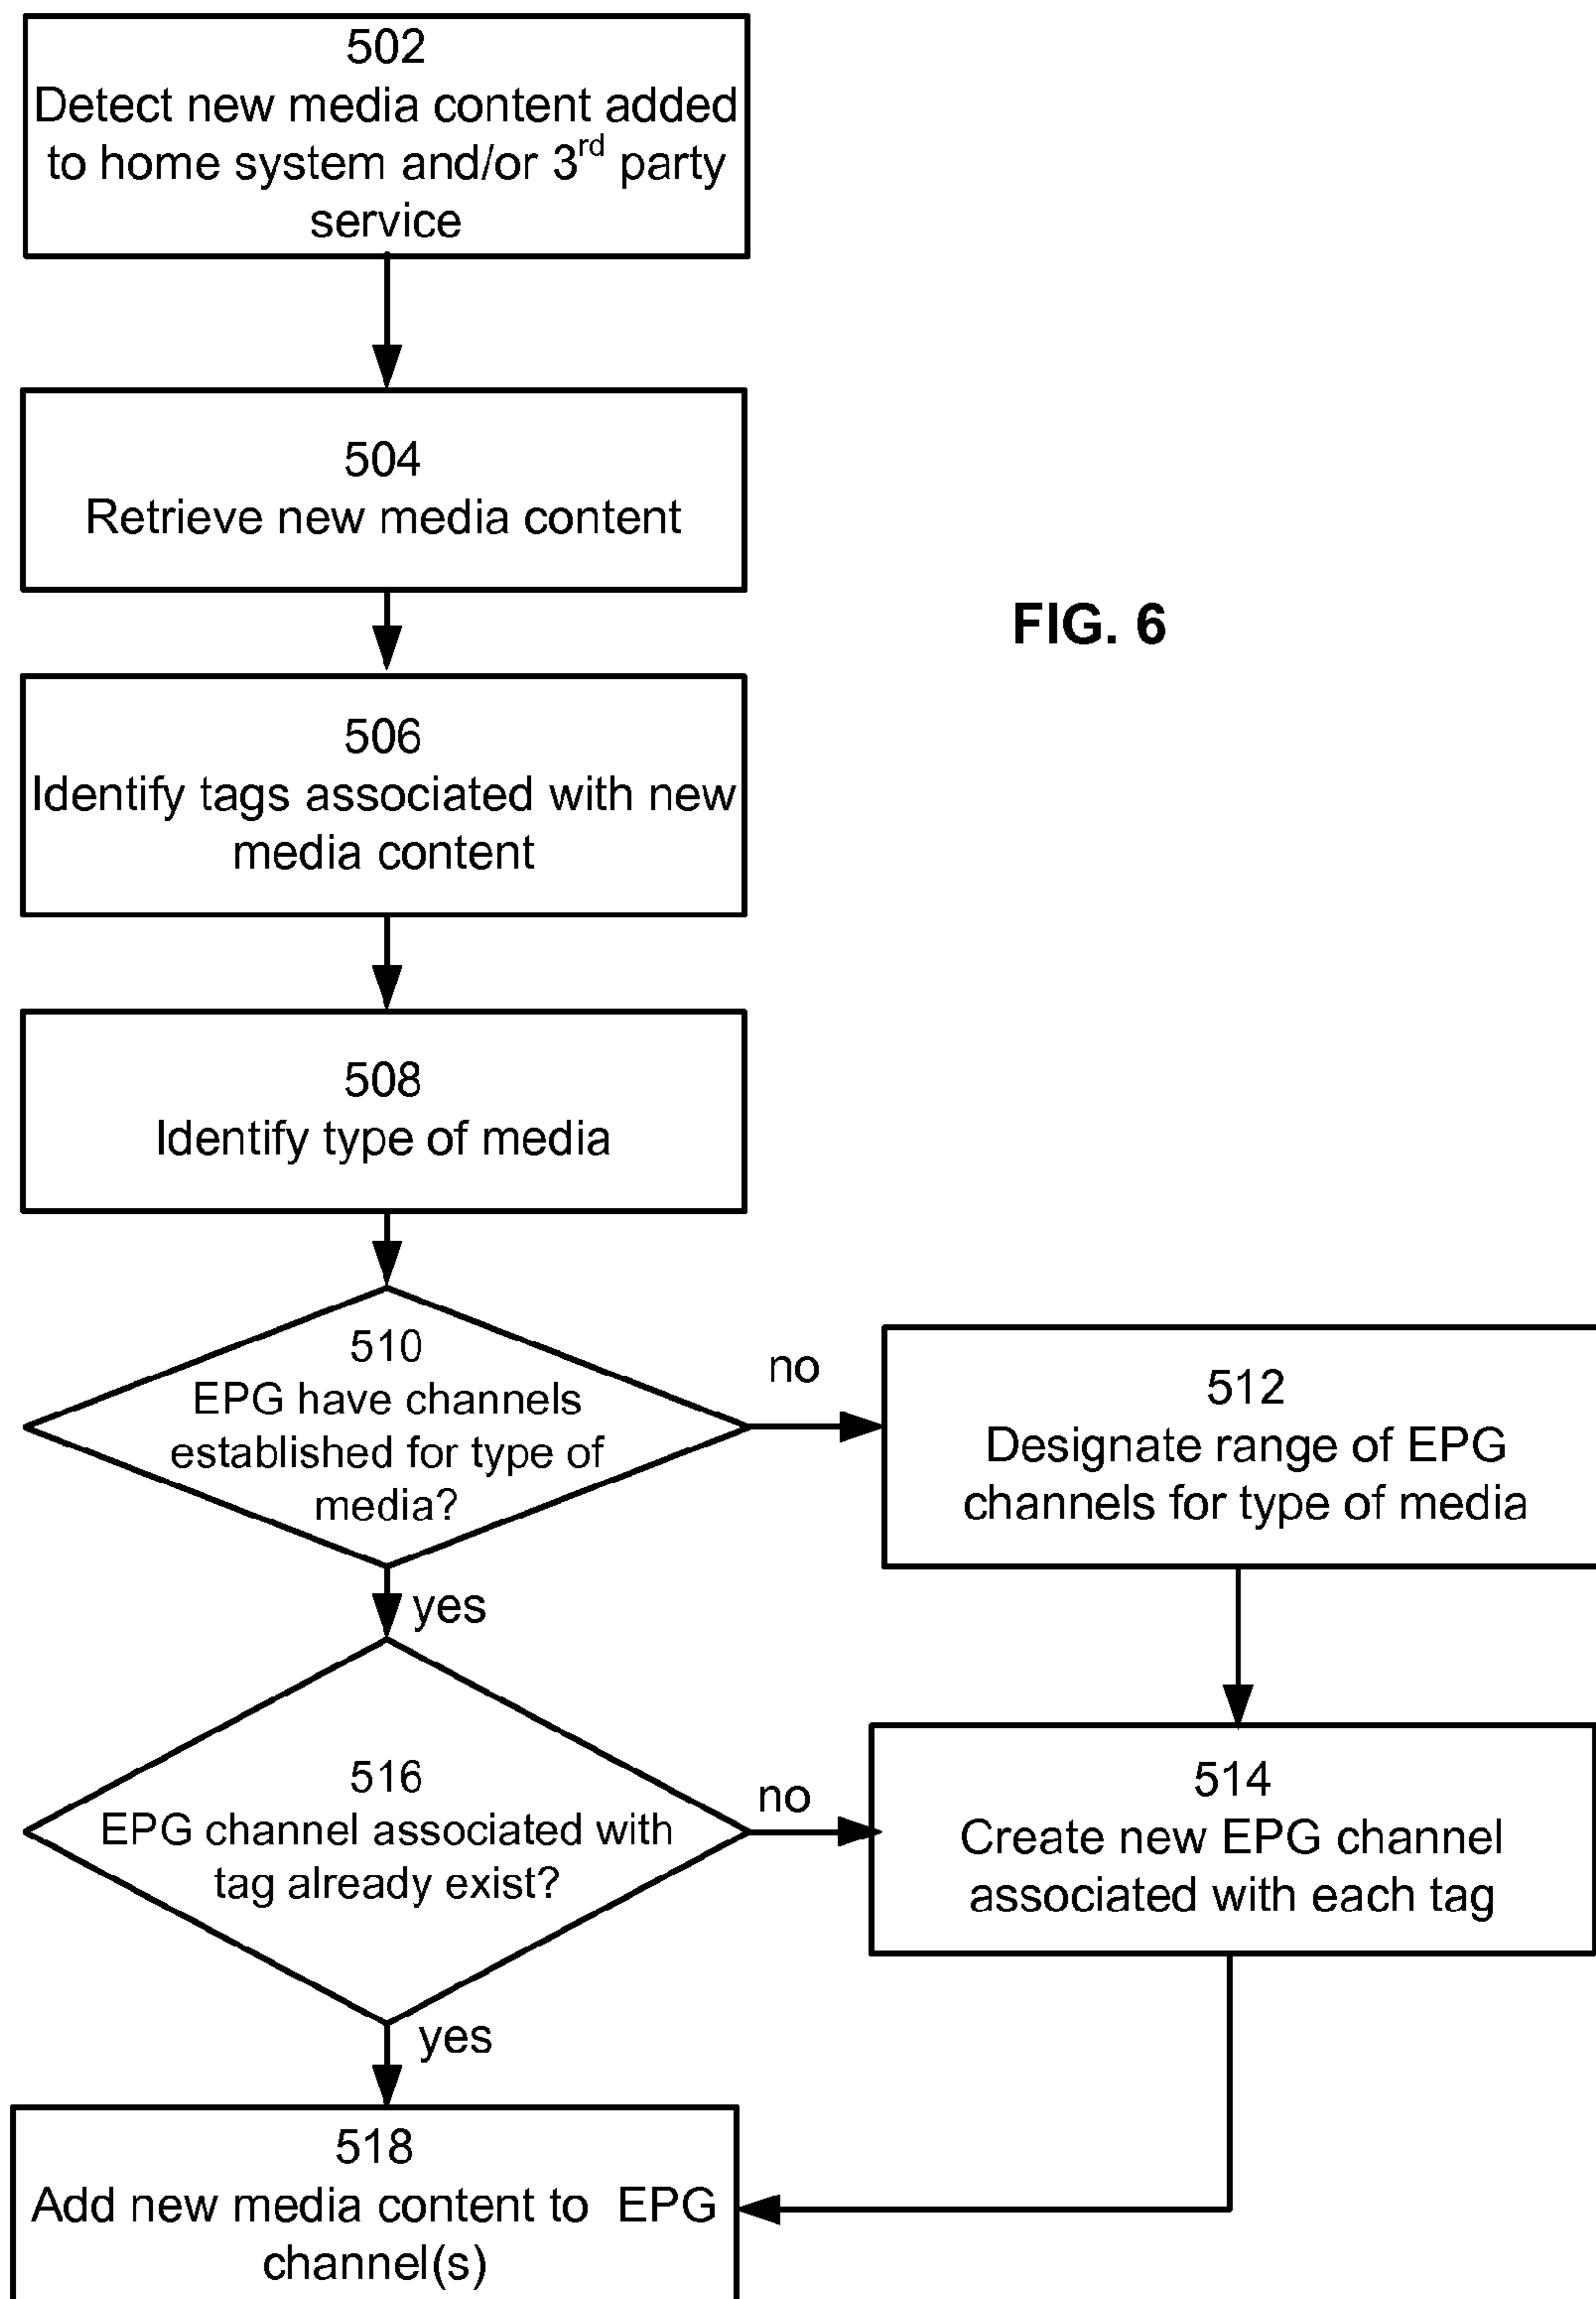 502
Detect new media content added
to home system and/or 3rd party
service
504
Retrieve new media content
FIG. 6
506
Identify tags associated with new
media content
508
Identify type of media
510
EPG have channels
established for type of
media?
no
512
Designate range of EPG
channels for type of media
yes
516
EPG channel associated with
tag already exist?
no
514
Create new EPG channel
associated with each tag
yes
518
Add new media content to EPG
channel(s)